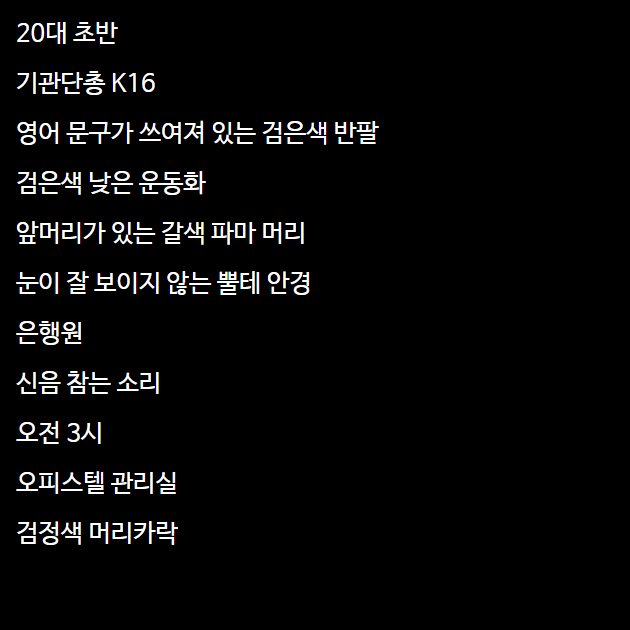 20대 초반
기관단총 K16
영어 문구가 쓰여져 있는 검은색 반팔
검은색 낮은 운동화
앞머리가 있는 갈색 파마 머리
눈이 잘 보이지 않는 뿔테 안경
은행원
신음 참는 소리
오전 3시
오피스텔 관리실
검정색 머리카락